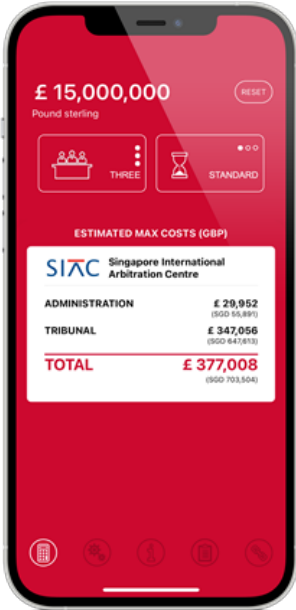 £ 15,000,000
RESET
Pound sterling
THREE
STANDARD
ESTIMATED MAX COSTS (GBP)
SIAC Singapore International
Arbitration Centre
ADMINISTRATION £ 29,952
(SGD 55,891)
TRIBUNAL £ 347,056
(SGD 647,613)
TOTAL £ 377,008
(SGD 703,504)